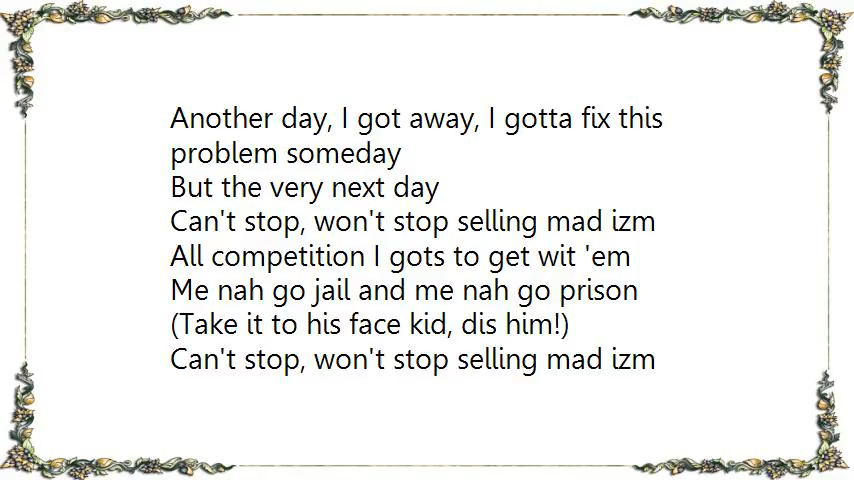 Another day, I got away, I gotta fix this
problem someday
But the very next day
Can't stop, won't stop selling mad izm
All competition I gots to get wit 'em
Me nah go jail and me nah go prison
(Take it to his face kid, dis him!)
Can't stop, won't stop selling mad izm